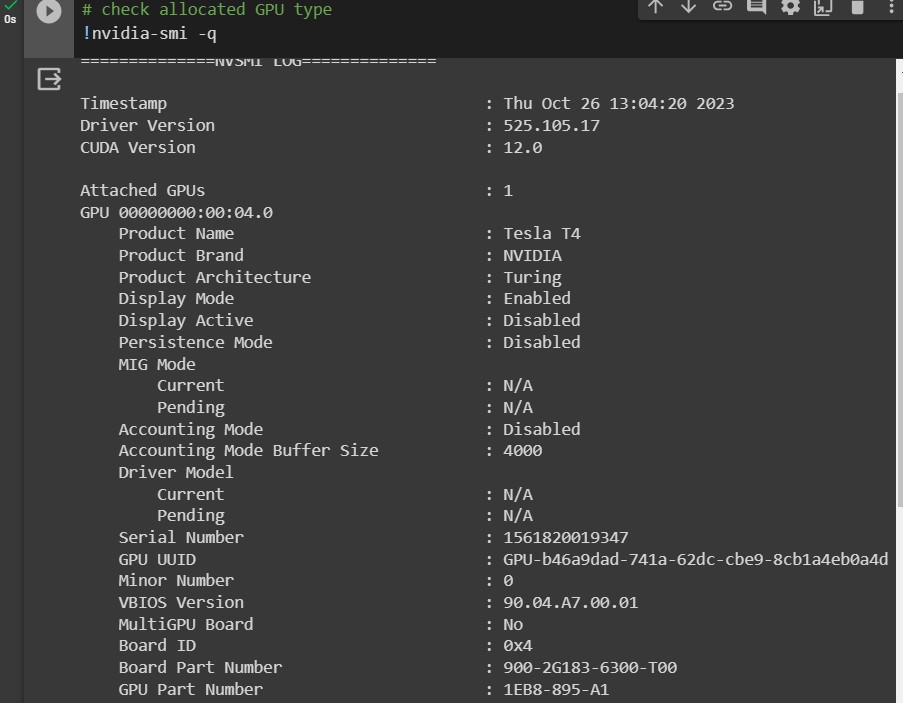 # check allocated GPU type
0s
!nvidia-smi -q
==============NVSMI LOG==============
Timestamp : Thu Oct 26 13:04:20 2023
Driver Version : 525.105.17
CUDA Version : 12.0
Attached GPUs : 1
GPU 00000000:00:04.0
Product Name : Tesla T4
Product Brand : NVIDIA
Product Architecture : Turing
Display Mode : Enabled
Display Active : Disabled
Persistence Mode : Disabled
MIG Mode
Current : N/A
Pending : N/A
Accounting Mode : Disabled
Accounting Mode Buffer Size : 4000
Driver Model
Current : N/A
Pending : N/A
Serial Number : 1561820019347
GPU UUID : GPU-b46a9dad-741a-62dc-cbe9-8cb1a4eb0a4d
Minor Number : 0
VBIOS Version : 90.04.A7.00.01
MultiGPU Board : No
Board ID : 0x4
Board Part Number : 900-2G183-6300-T00
GPU Part Number : 1EB8-895-A1